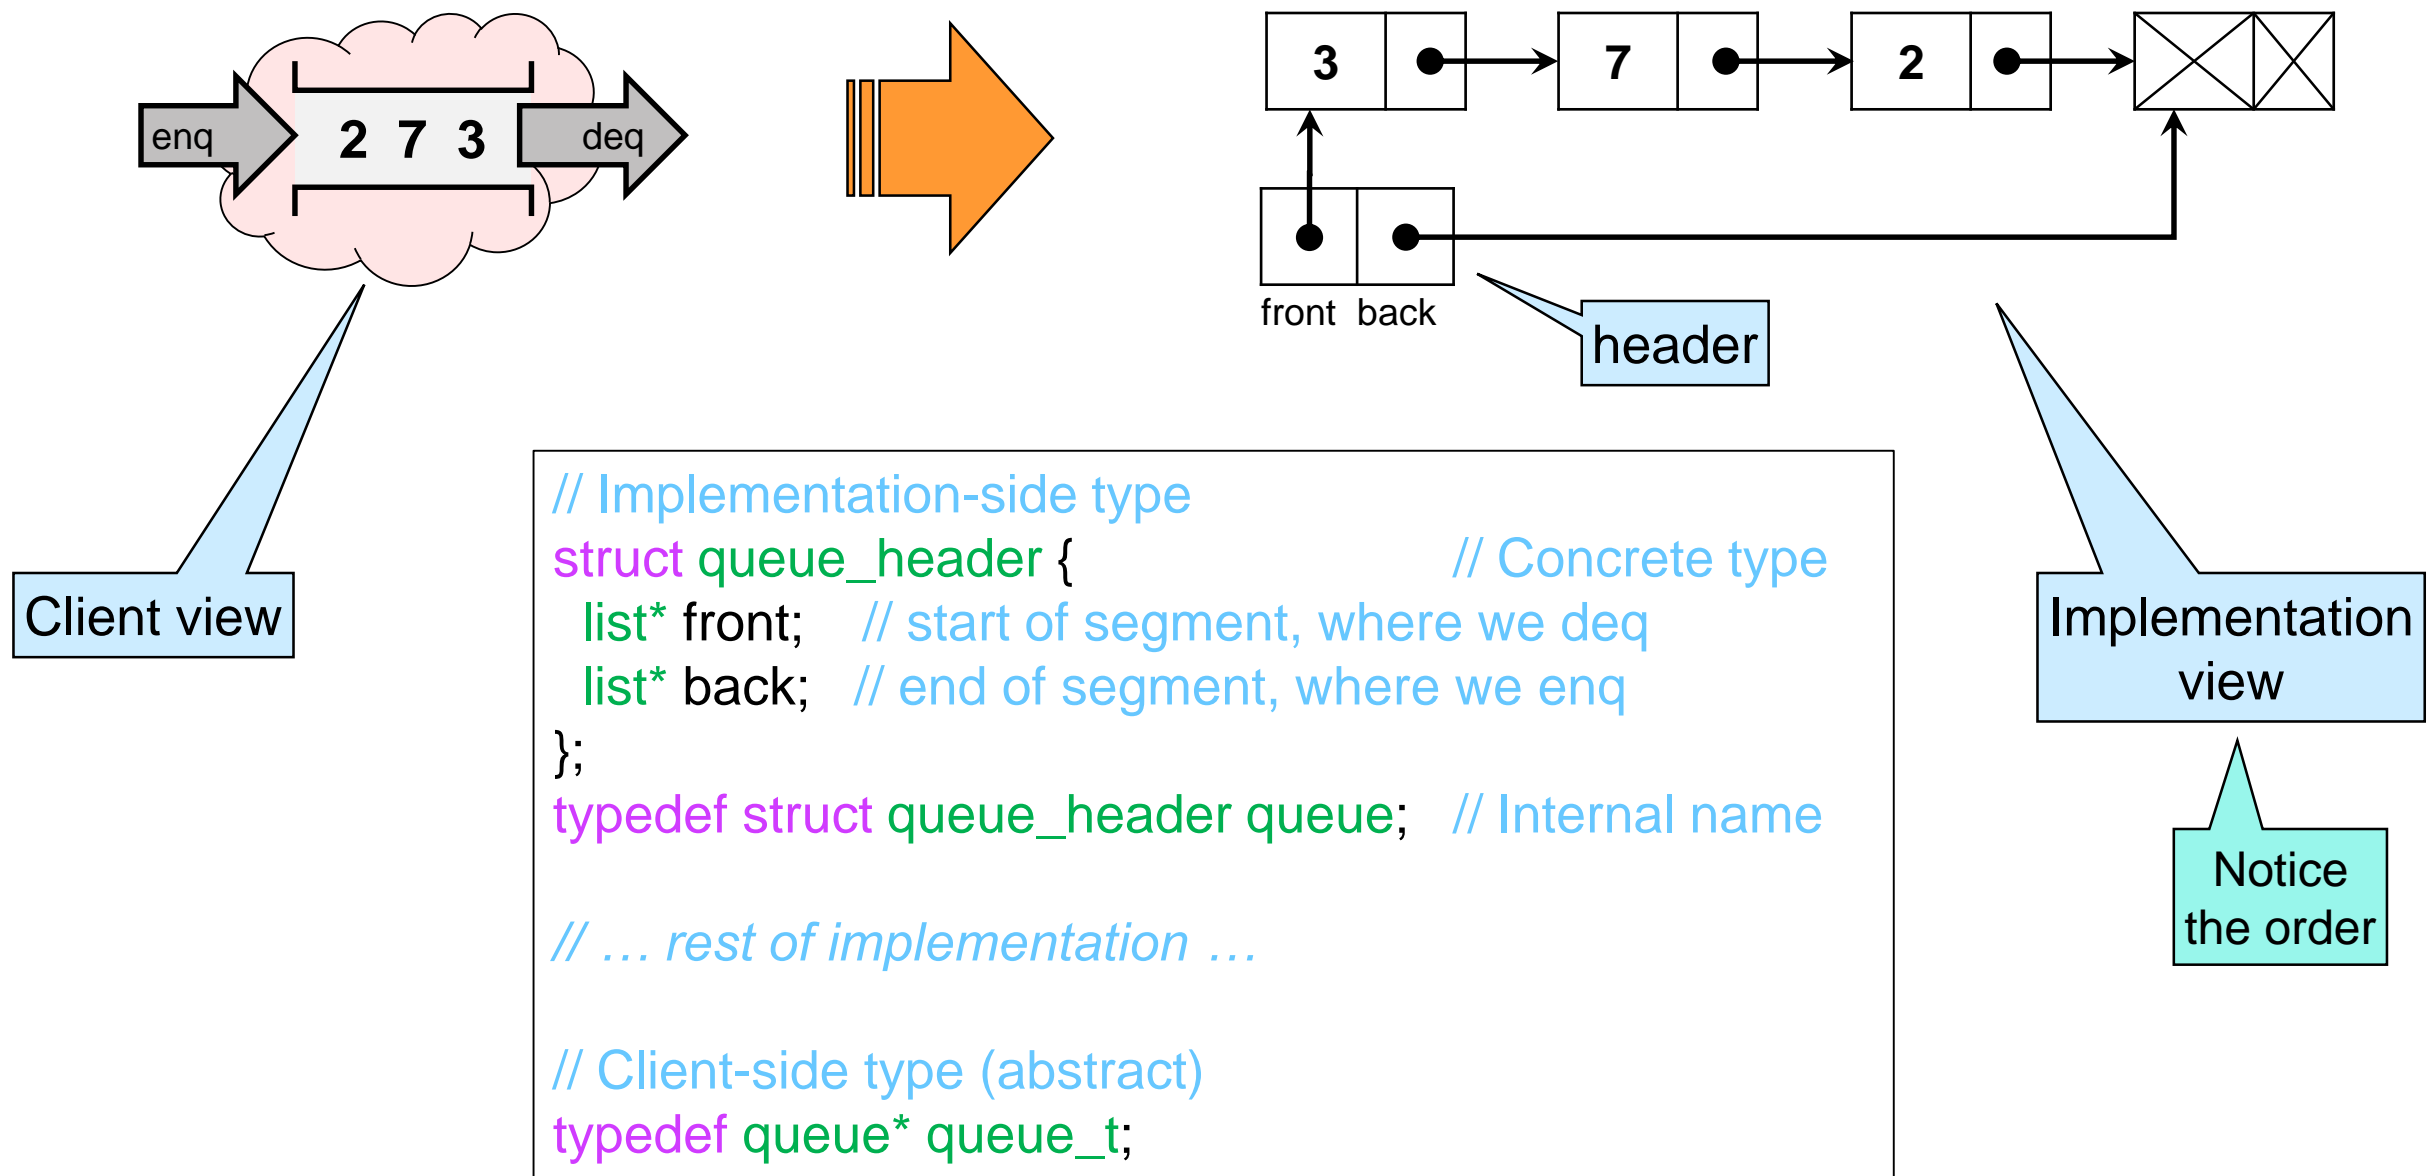 enq
2 7 3
deq
3
7
2
front back
header
Client view
Implementation
view
Notice
the order
// Implementation-side type
struct queue_header { // Concrete type
list* front; // start of segment, where we deq
list* back; // end of segment, where we enq
};
typedef struct queue_header queue; // Internal name
// … rest of implementation …
// Client-side type (abstract)
typedef queue* queue_t;